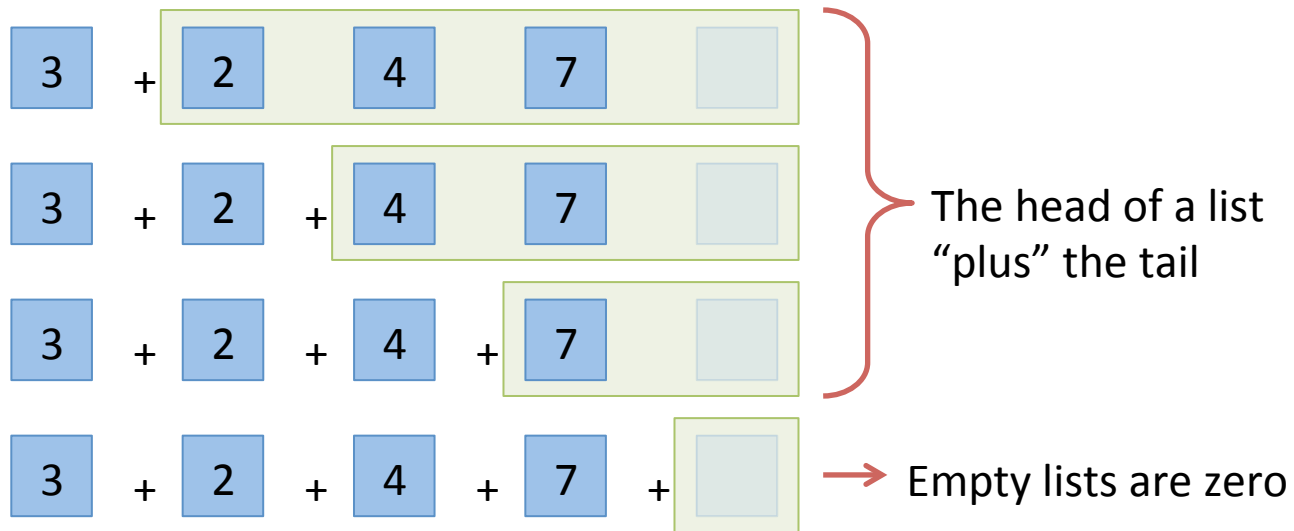 3 + 2 4 7
3 + 2 + 4 7
The head of a list
“plus” the tail
3 + 2 + 4 + 7
3 + 2 + 4 + 7 +
Empty lists are zero